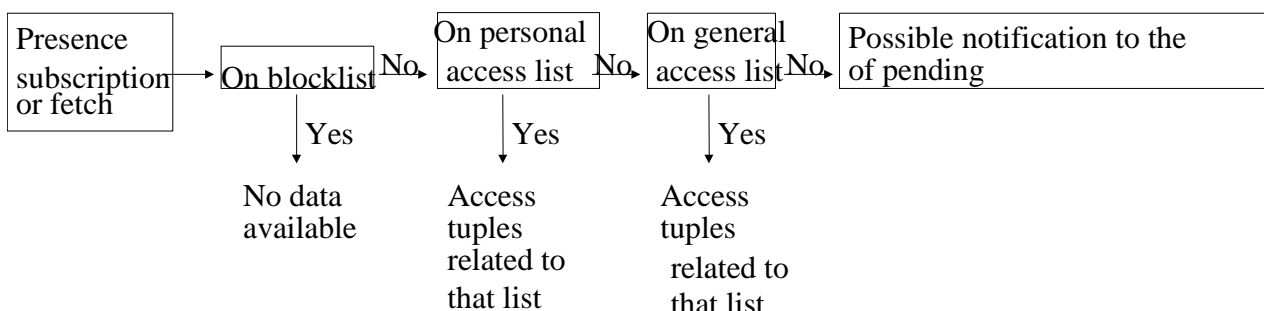 Presence
subscription
or fetch
On blocklist
No
On personal
access list
No
On general
access list
No
Possible notification to the
of pending
Yes
Yes
Yes
No data
available
Access
tuples
related to
that list
Access
tuples
related to
that list